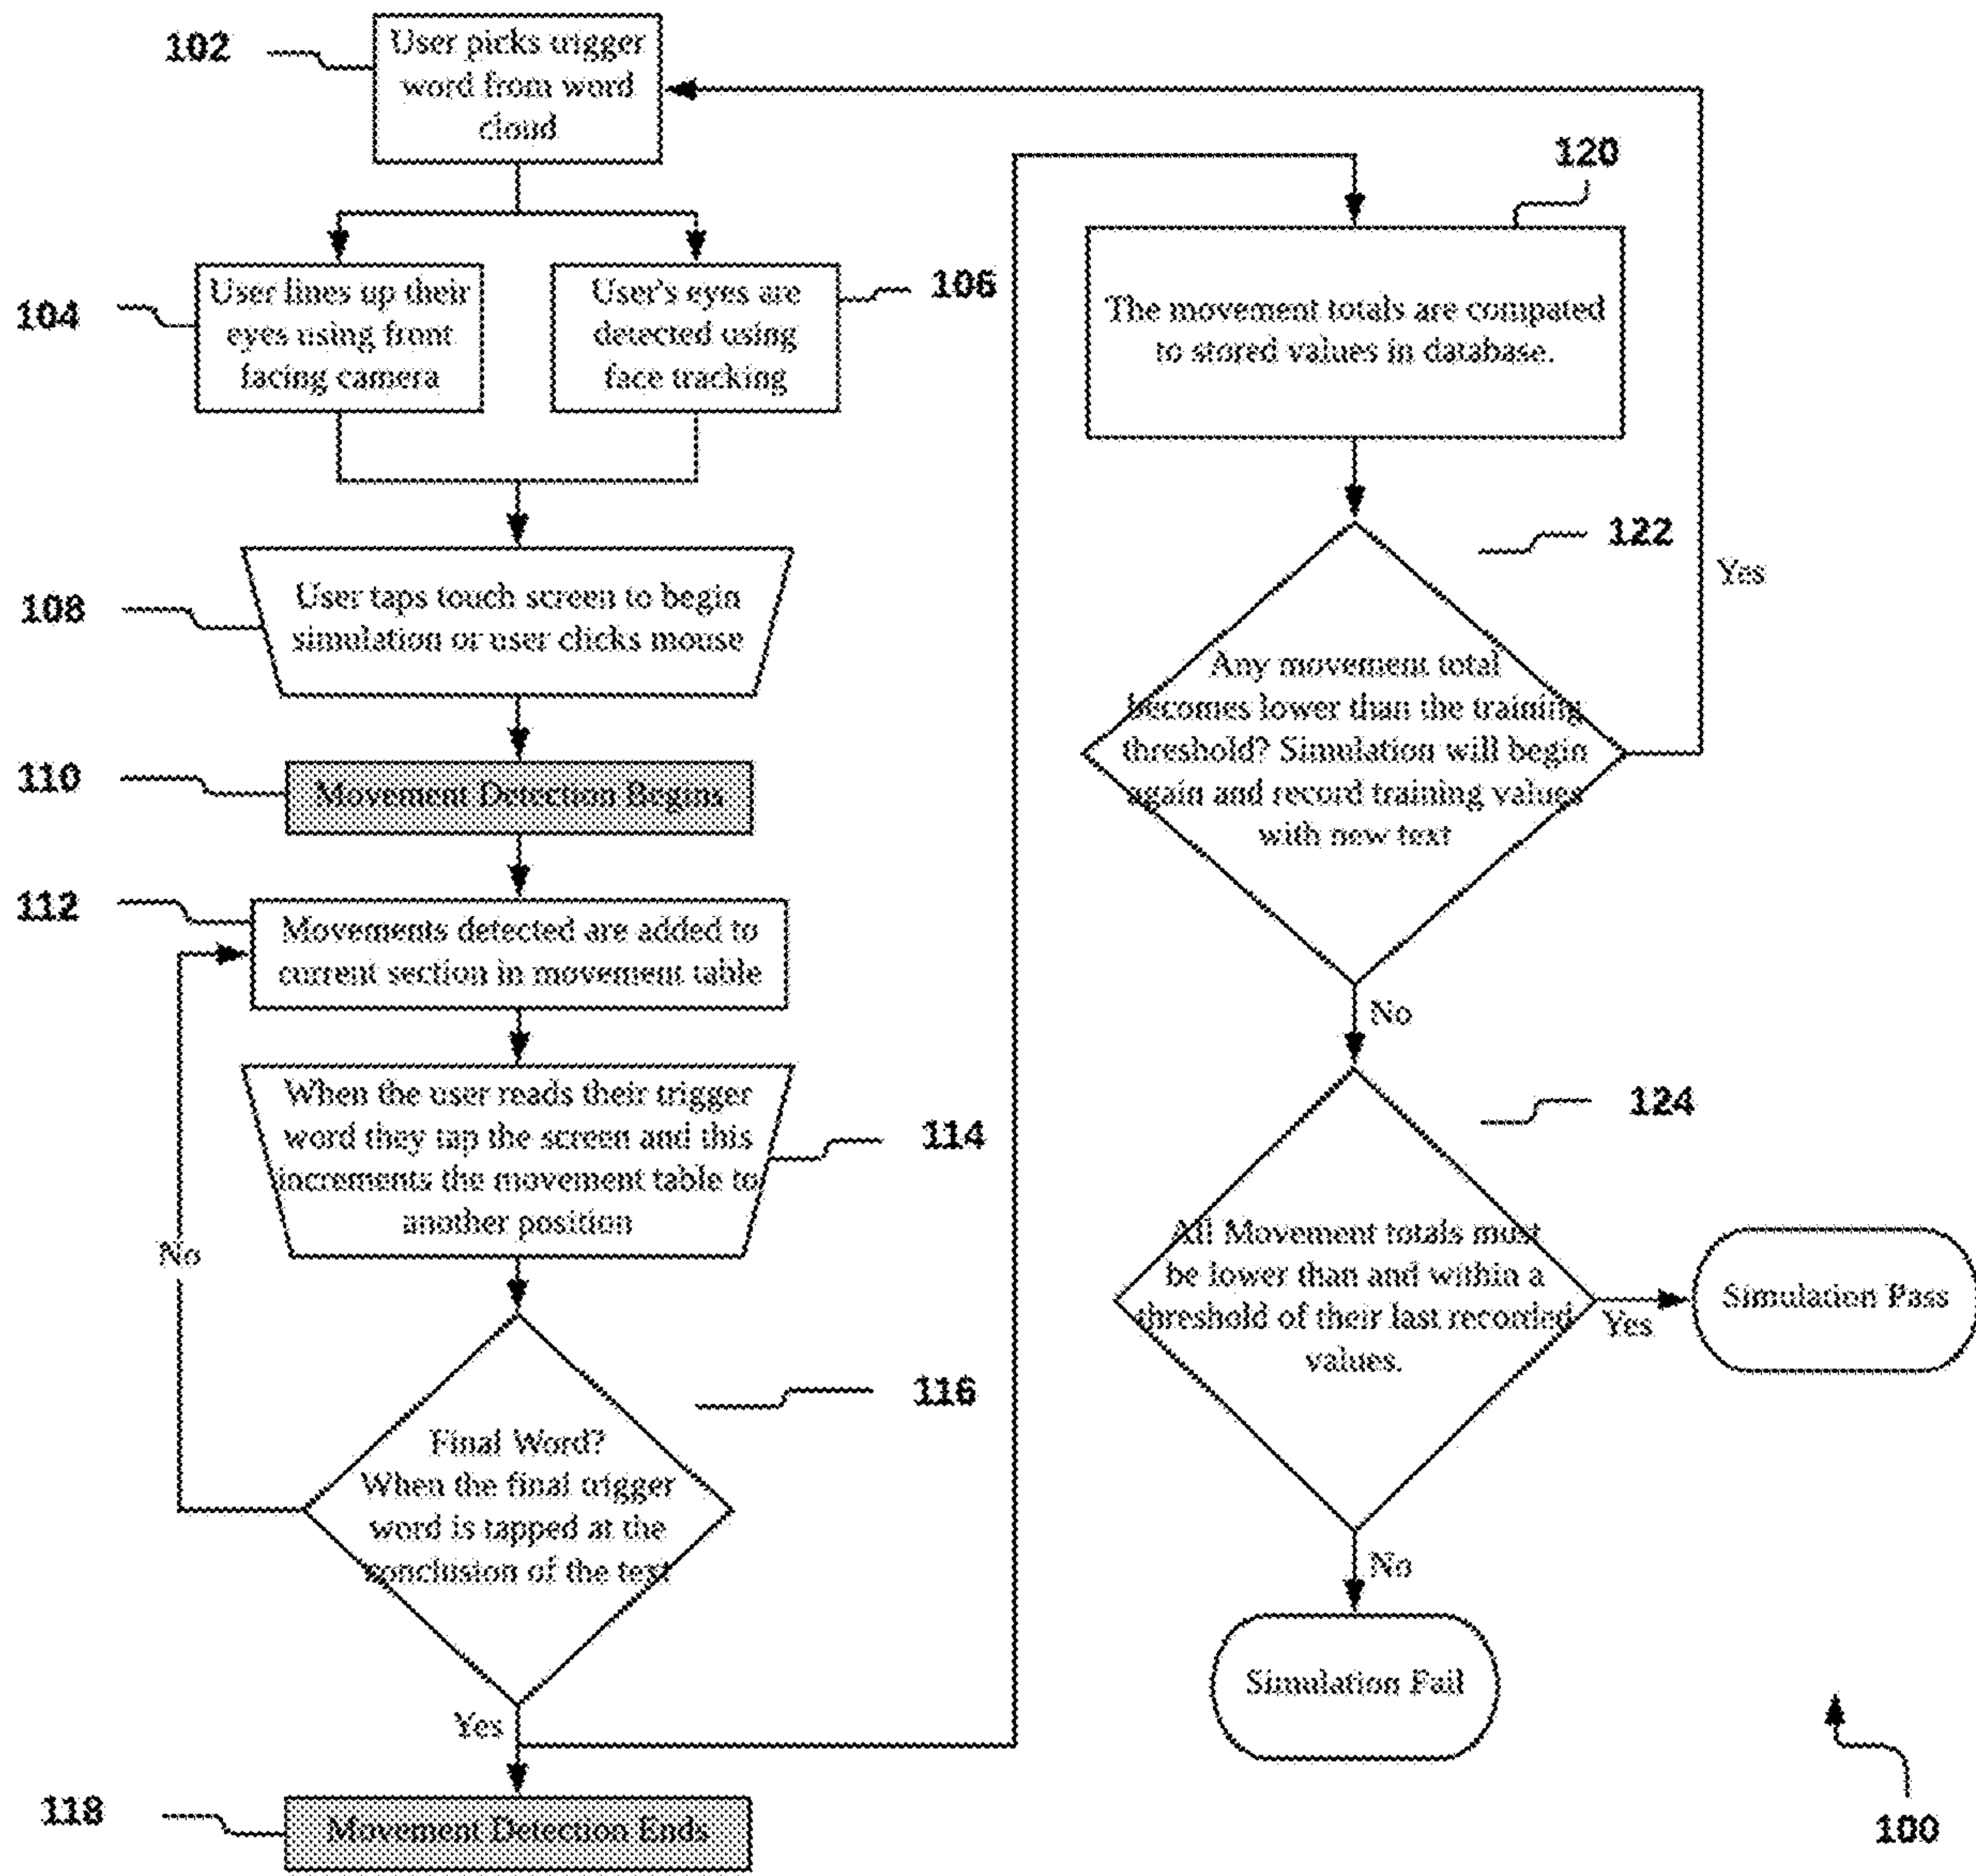 102
User picks trigger
word from word
cloud
104
User lines up their
eyes using front
facing camera
User's eyes are
detected using
face tracking
106
108
User taps touch screen to begin
simulation or user clicks mouse
110
Movement Detection Begins
112
Movements detected are added to
current section in movement table
When the user reads their trigger
word they tap the screen and this
increments the movement table to
another position
114
No
116
Final Word?
When the final trigger
word is tapped at the
conclusion of the text
Yes
118
Movement Detection Ends
120
The movement totals are compated
to stored values in database.
122
Yes
Any movement total
becomes lower than the training
threshold? Simulation will begin
again and record training values
with new text
No
124
All Movement totals must
be lower than and within a
threshold of their last recorded
values.
Yes
Simulation Pass
No
Simulation Fail
100